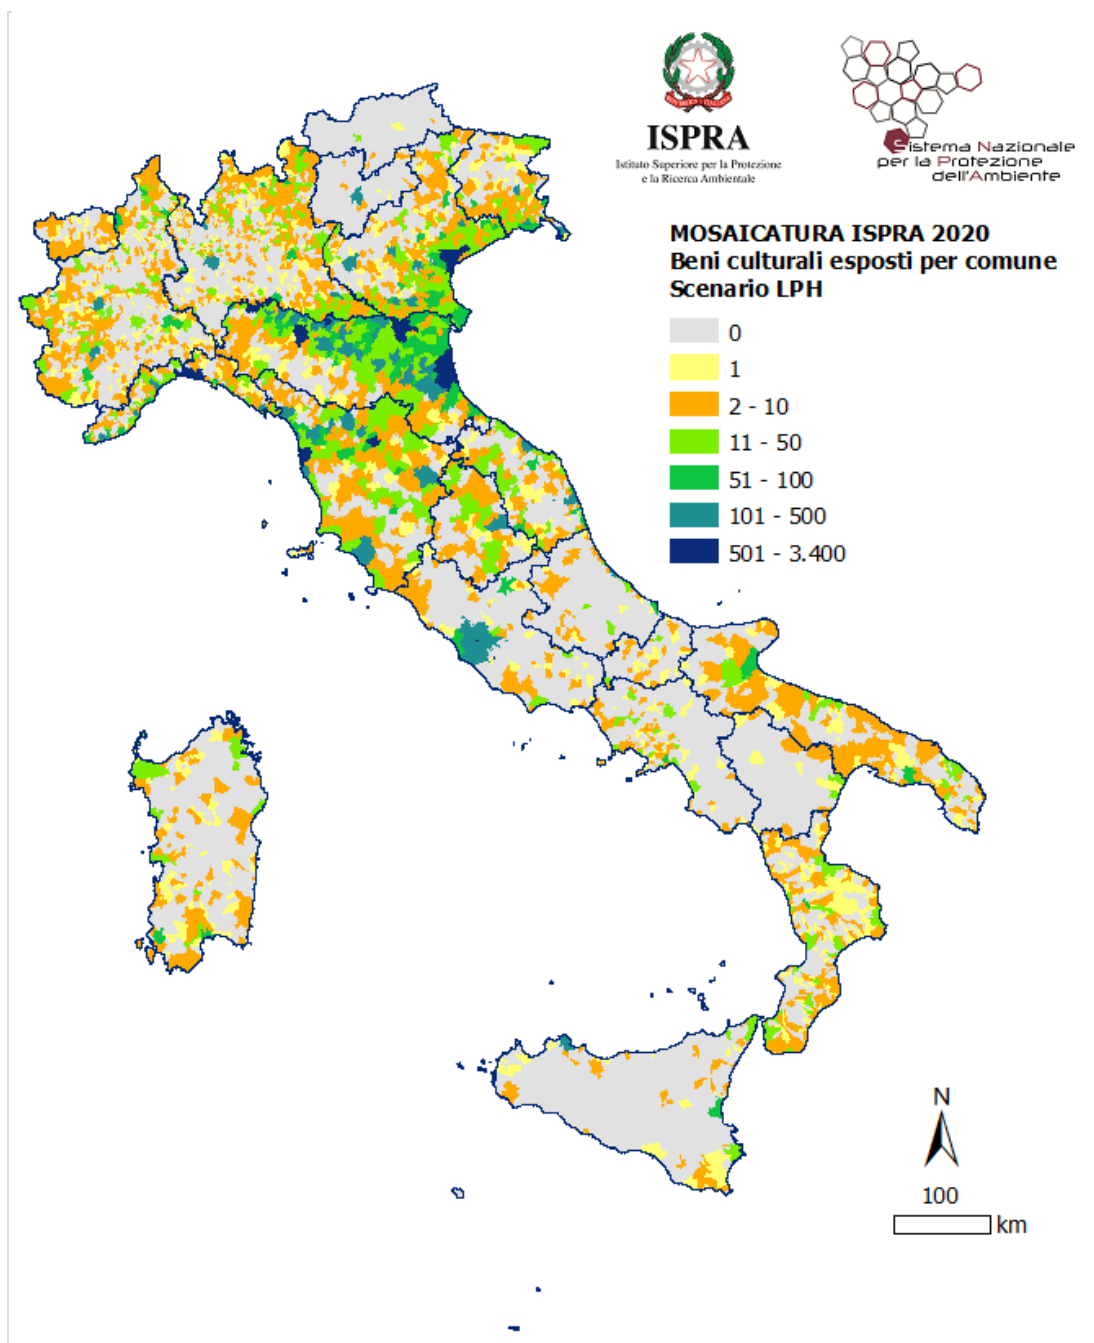 ISPRA
Istituto Superiore per la Protezione
e la Ricerca Ambientale
Sistema Nazionale
per la Protezione
dell'Ambiente
MOSAICATURA ISPRA 2020
Beni culturali esposti per comune
Scenario LPH
0
1
2 - 10
11 - 50
51 - 100
101 - 500
501 - 3.400
N
100
km